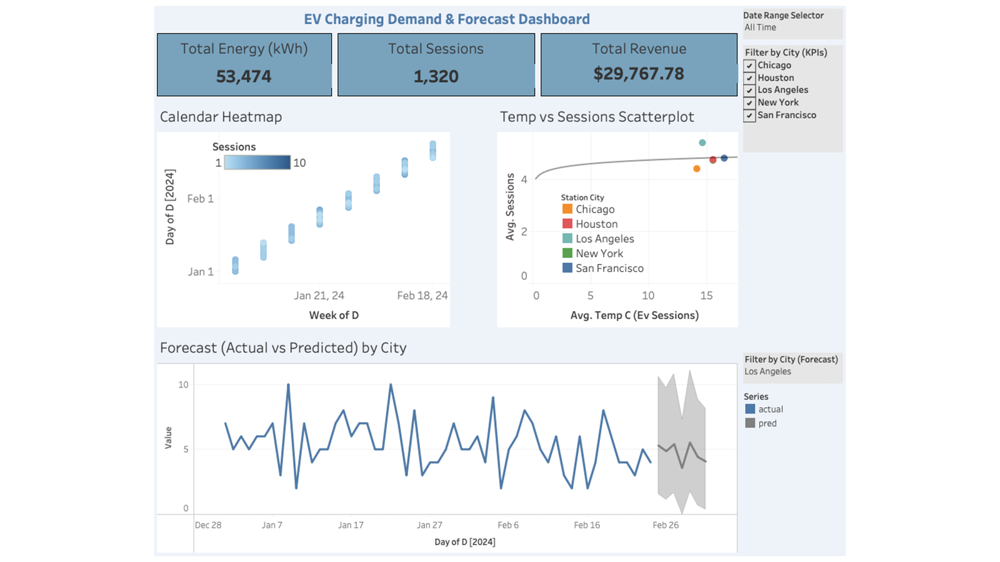 EV Charging Demand & Forecast Dashboard
Total Energy (kWh)
53,474
Total Sessions
1,320
Total Revenue
$29,767.78
Date Range Selector
All Time
Filter by City (KPIs)
Chicago
Houston
Los Angeles
New York
San Francisco
Calendar Heatmap
Sessions
1 10
Day of D [2024]
Feb 1
Jan 1
Jan 21, 24 Feb 18, 24
Week of D
Temp vs Sessions Scatterplot
Avg. Sessions
4
2
0
Station City
Chicago
Houston
Los Angeles
New York
San Francisco
0 5 10 15
Avg. Temp C (Ev Sessions)
Forecast (Actual vs Predicted) by City
Value
10
5
0
Dec 28 Jan 7 Jan 17 Jan 27 Feb 6 Feb 16 Feb 26
Day of D [2024]
Filter by City (Forecast)
Los Angeles
Series
actual
pred